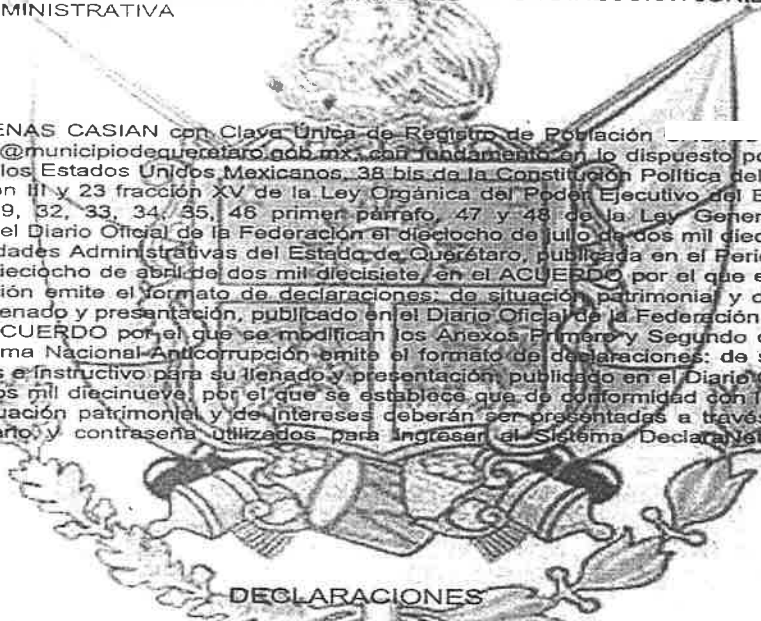 MINISTRATIVA
ENAS CASIAN con Clave Única de Registro de Población
@municipiodequeretaro.gob.mx, con fundamento en lo dispuesto po
los Estados Unidos Mexicanos, 38 bis de la Constitución Política del
ón III y 23 fracción XV de la Ley Orgánica del Poder Ejecutivo del E
9, 32, 33, 34, 35, 46 primer párrafo, 47 y 48 de la Ley Gener
el Diario Oficial de la Federación el dieciocho de julio de dos mil diec
dades Administrativas del Estado de Querétaro, publicada en el Perió
dieciocho de abril de dos mil diecisiete, en el ACUERDO por el que e
ión emite el formato de declaraciones: de situación patrimonial y d
enado y presentación, publicado en el Diario Oficial de la Federación
CUERDO por el que se modifican los Anexos Primero y Segundo d
ma Nacional Anticorrupción emite el formato de declaraciones: de s
s e instructivo para su llenado y presentación, publicado en el Diario
os mil diecinueve, por el que se establece que de conformidad con l
uación patrimonial y de intereses deberán ser presentadas a través
ario y contraseña utilizados para ingresar al Sistema DeclaraNet
DECLARACIONES